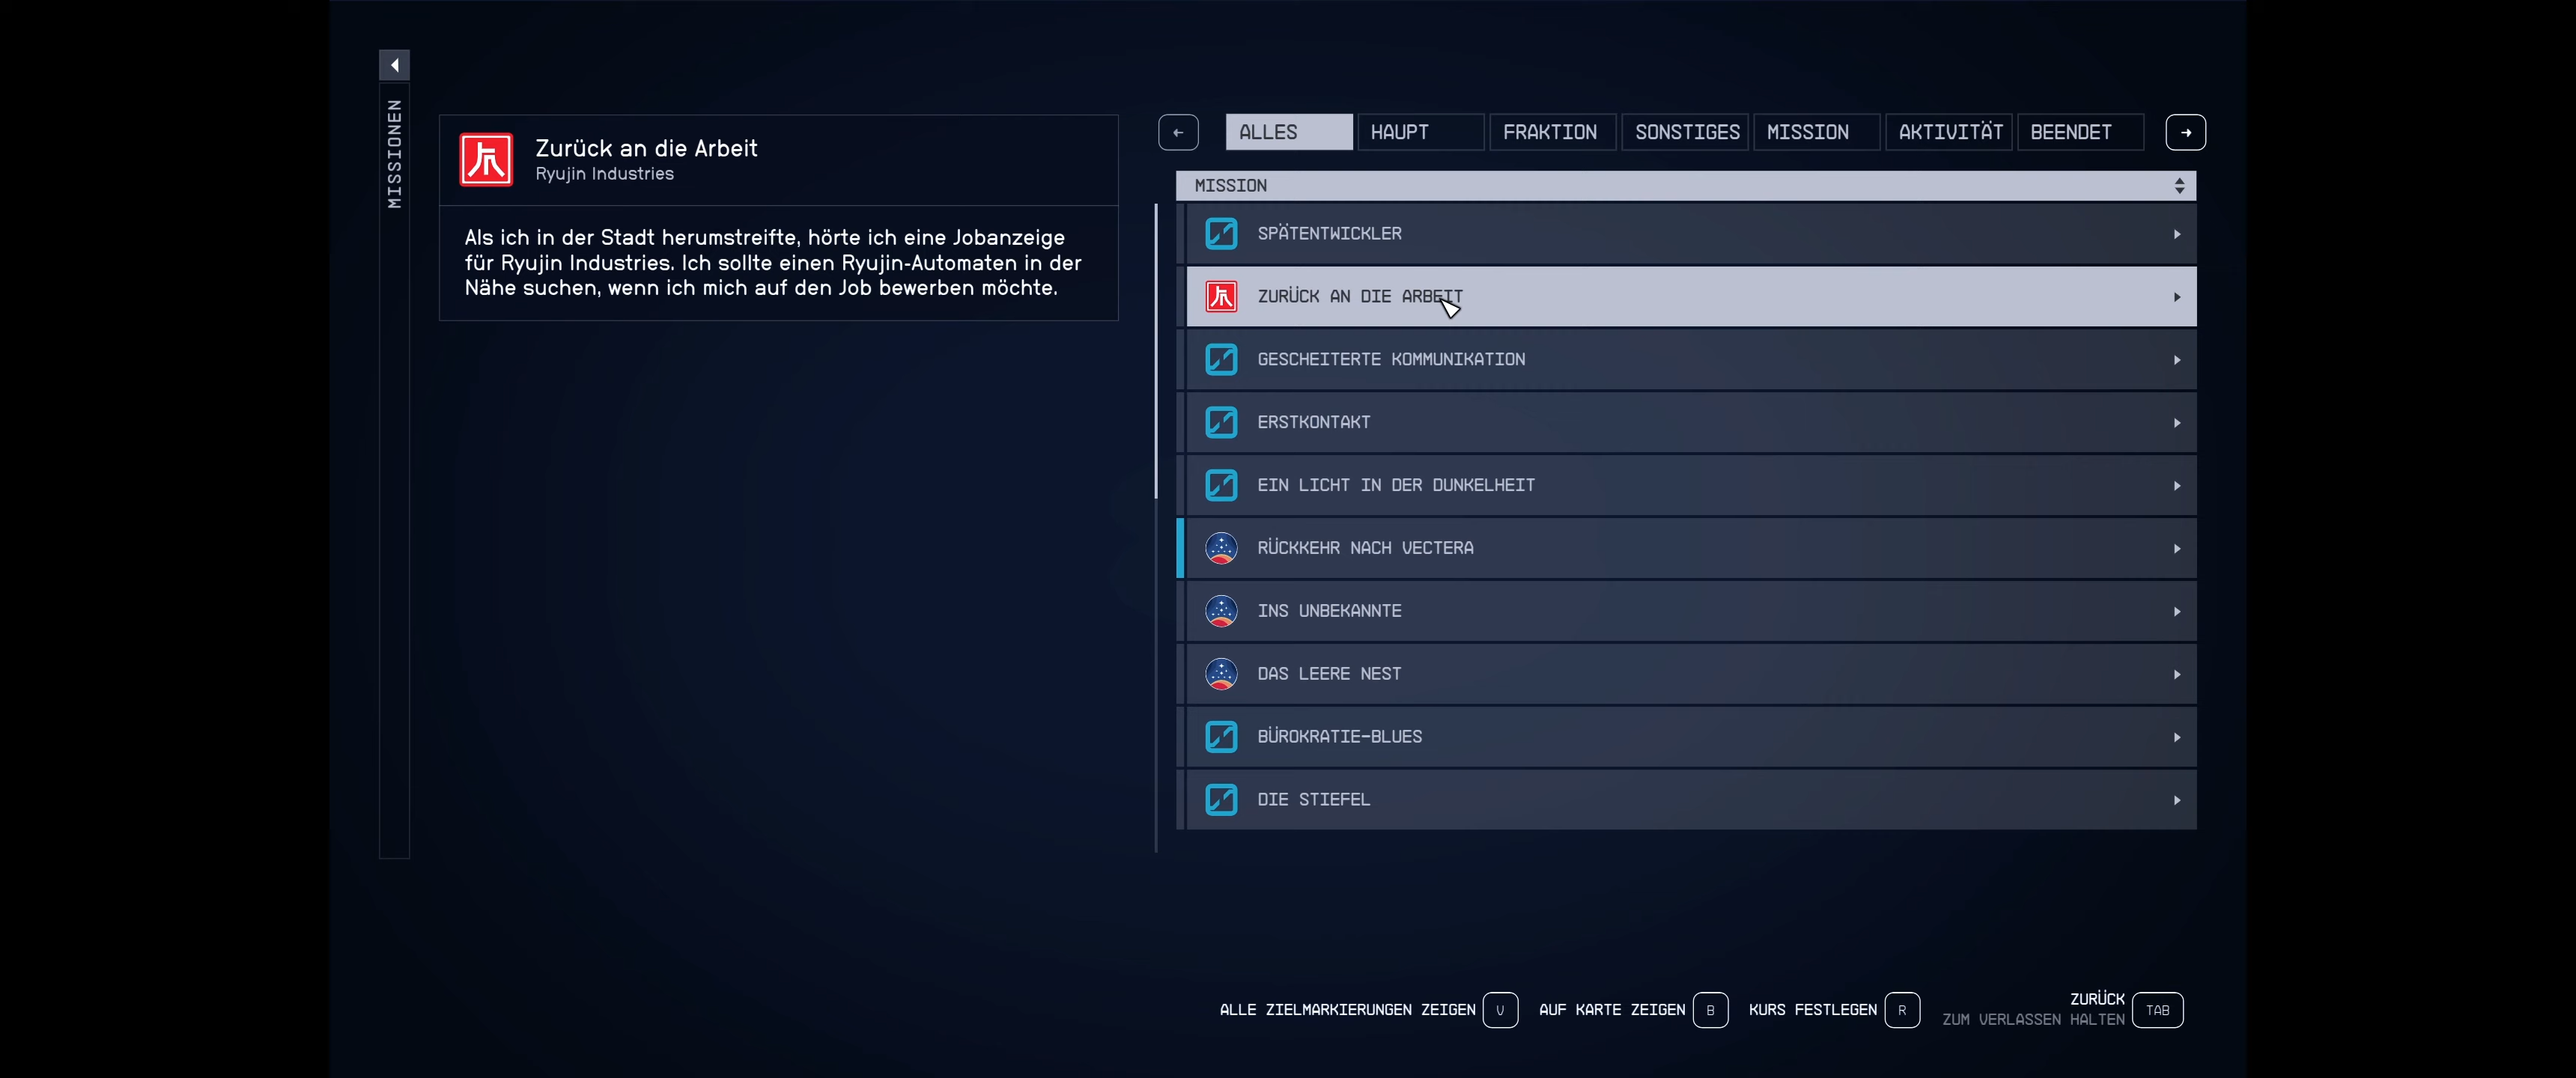 MISSIONEN
Zurück an die Arbeit
Ryujin Industries
Als ich in der Stadt herumstreifte, hörte ich eine Jobanzeige
für Ryujin Industries. Ich sollte einen Ryujin-Automaten in der
Nähe suchen, wenn ich mich auf den Job bewerben möchte.
ALLES HAUPT FRAKTION SONSTIGES MISSION AKTIVITÄT BEENDET
MISSION
SPÄTENTWICKLER
ZURÜCK AN DIE ARBEIT
GESCHEITERTE KOMMUNIKATION
ERSTKONTAKT
EIN LICHT IN DER DUNKELHEIT
RÜCKKEHR NACH VECTERA
INS UNBEKANNTE
DAS LEERE NEST
BÜROKRATIE-BLUES
DIE STIEFEL
ALLE ZIELMARKIERUNGEN ZEIGEN V AUF KARTE ZEIGEN B KURS FESTLEGEN R ZURÜCK TAB
ZUM VERLASSEN HALTEN